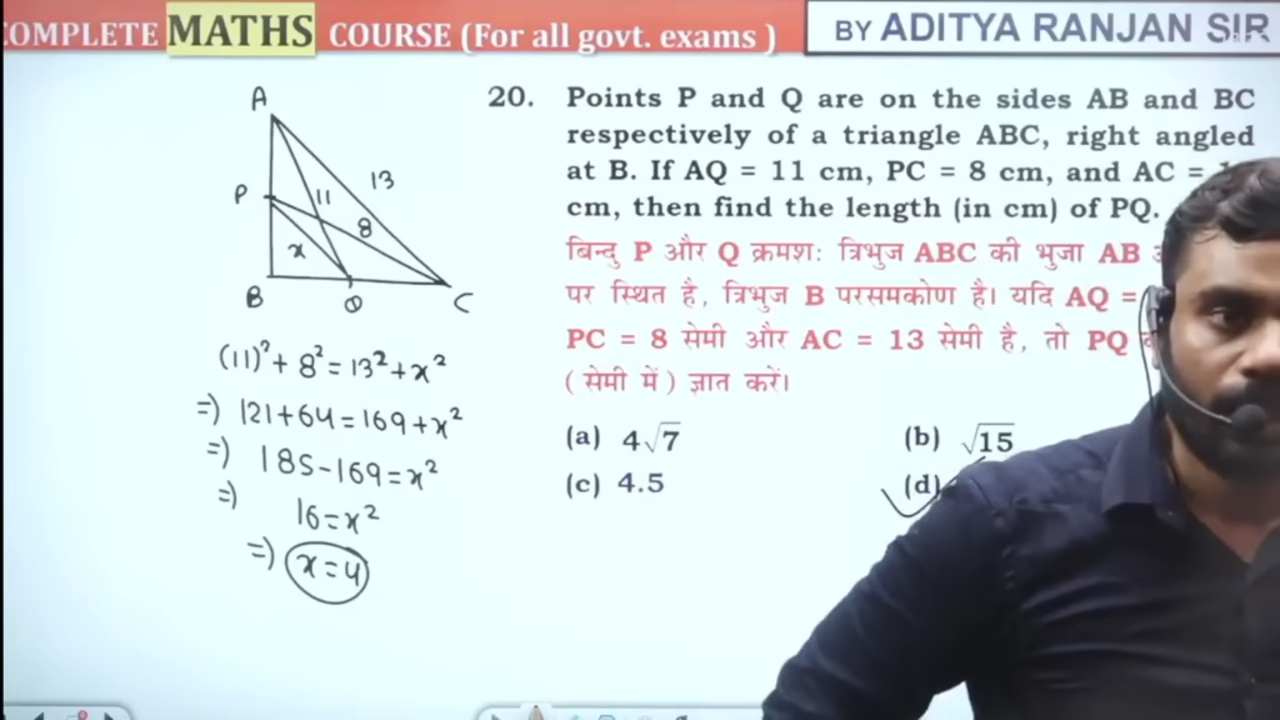 COMPLETE MATHS COURSE (For all govt. exams )
BY ADITYA RANJAN SIR
A
P
B
Q
C
13
11
8
x
20. Points P and Q are on the sides AB and BC
respectively of a triangle ABC, right angled
at B. If AQ = 11 cm, PC = 8 cm, and AC =
cm, then find the length (in cm) of PQ.
बिन्दु P और Q क्रमश: त्रिभुज ABC की भुजा AB
पर स्थित है, त्रिभुज B परसमकोण है। यदि AQ =
PC = 8 सेमी और AC = 13 सेमी है, तो PQ
( सेमी में ) ज्ञात करें।
(a) 4√7
(b) √15
(c) 4.5
(d)
(11)² + 8² = 13² + x²
=) 121+64 = 169 + x²
=) 185-169 = x²
=) 16 = x²
=) x = 4